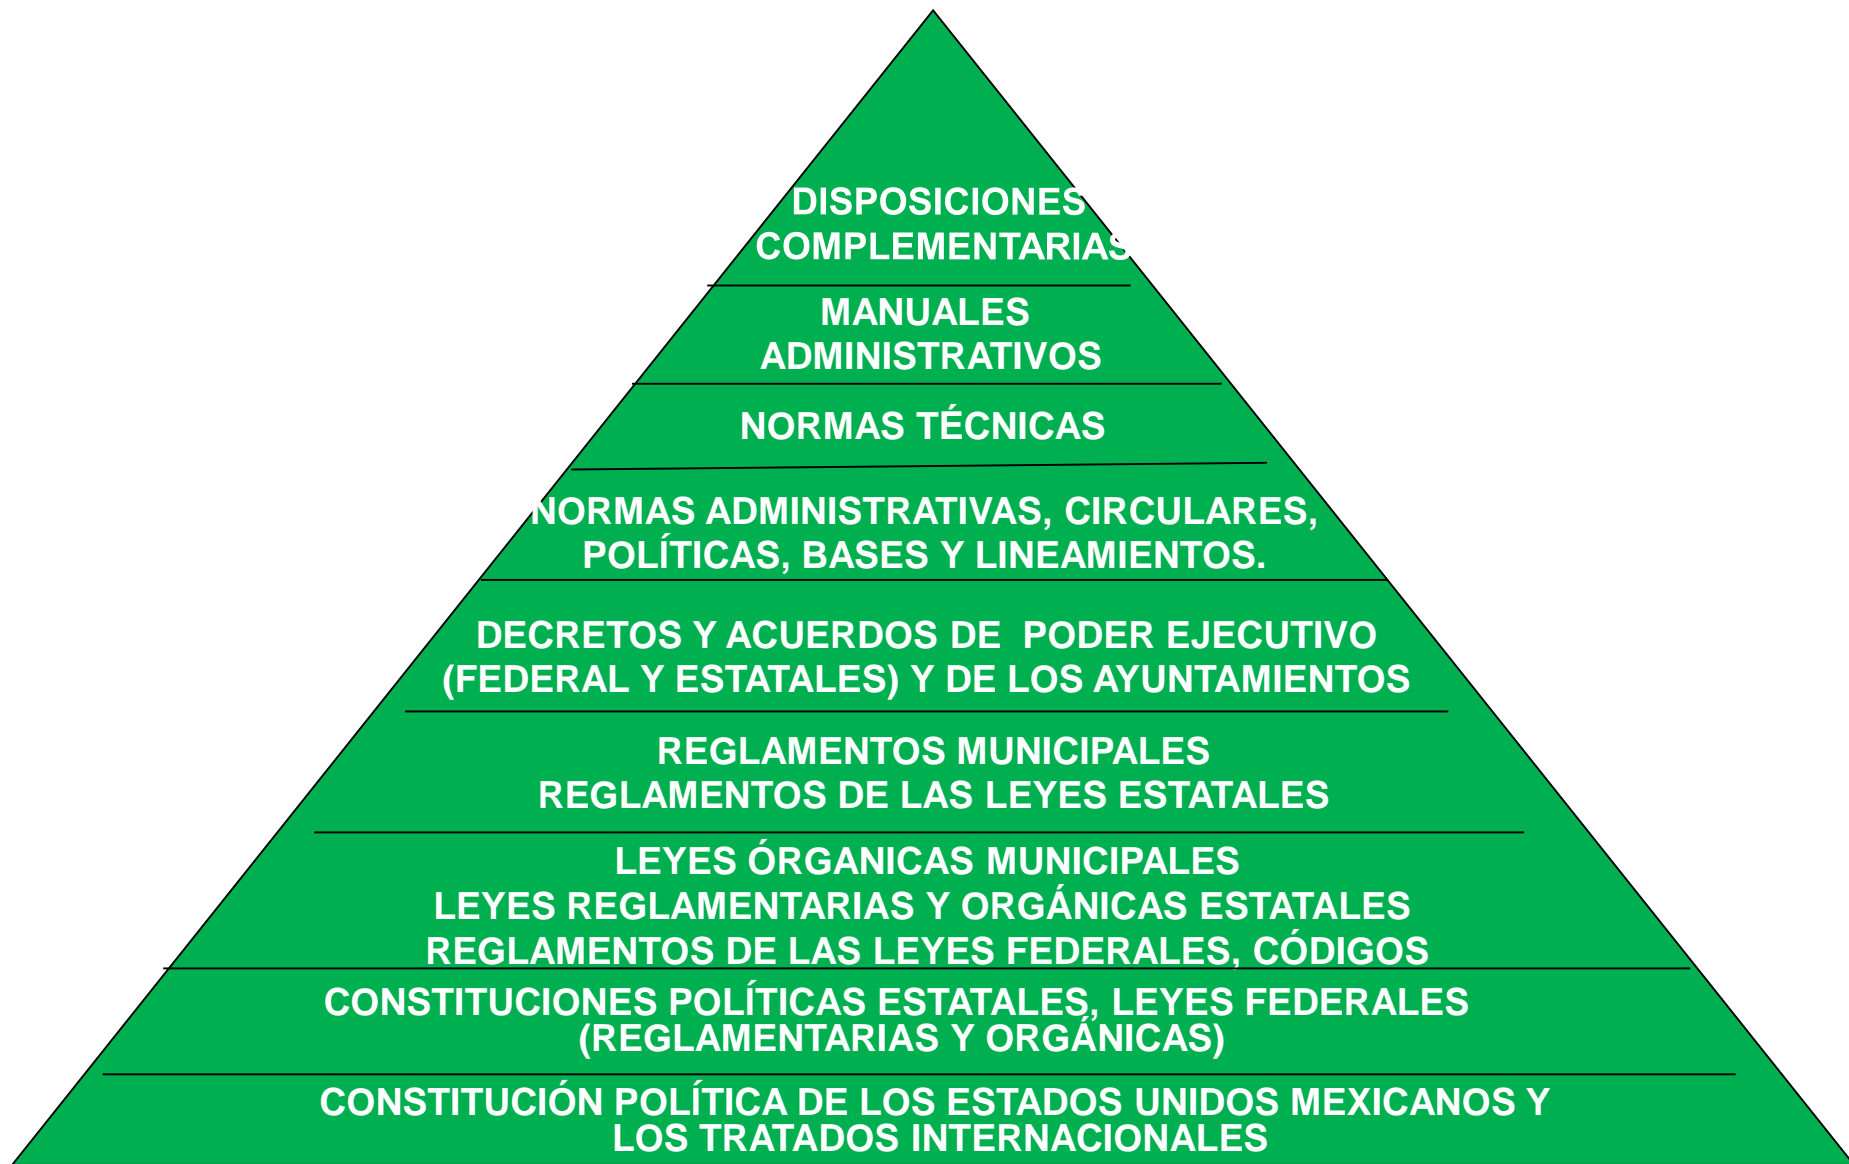 DISPOSICIONES
COMPLEMENTARIAS
MANUALES
ADMINISTRATIVOS
NORMAS TÉCNICAS
NORMAS ADMINISTRATIVAS, CIRCULARES,
POLÍTICAS, BASES Y LINEAMIENTOS.
DECRETOS Y ACUERDOS DE  PODER EJECUTIVO
(FEDERAL Y ESTATALES) Y DE LOS AYUNTAMIENTOS
REGLAMENTOS MUNICIPALES
REGLAMENTOS DE LAS LEYES ESTATALES
LEYES ÓRGANICAS MUNICIPALES
LEYES REGLAMENTARIAS Y ORGÁNICAS ESTATALES
REGLAMENTOS DE LAS LEYES FEDERALES, CÓDIGOS
CONSTITUCIONES POLÍTICAS ESTATALES, LEYES FEDERALES
(REGLAMENTARIAS Y ORGÁNICAS)
CONSTITUCIÓN POLÍTICA DE LOS ESTADOS UNIDOS MEXICANOS Y
LOS TRATADOS INTERNACIONALES